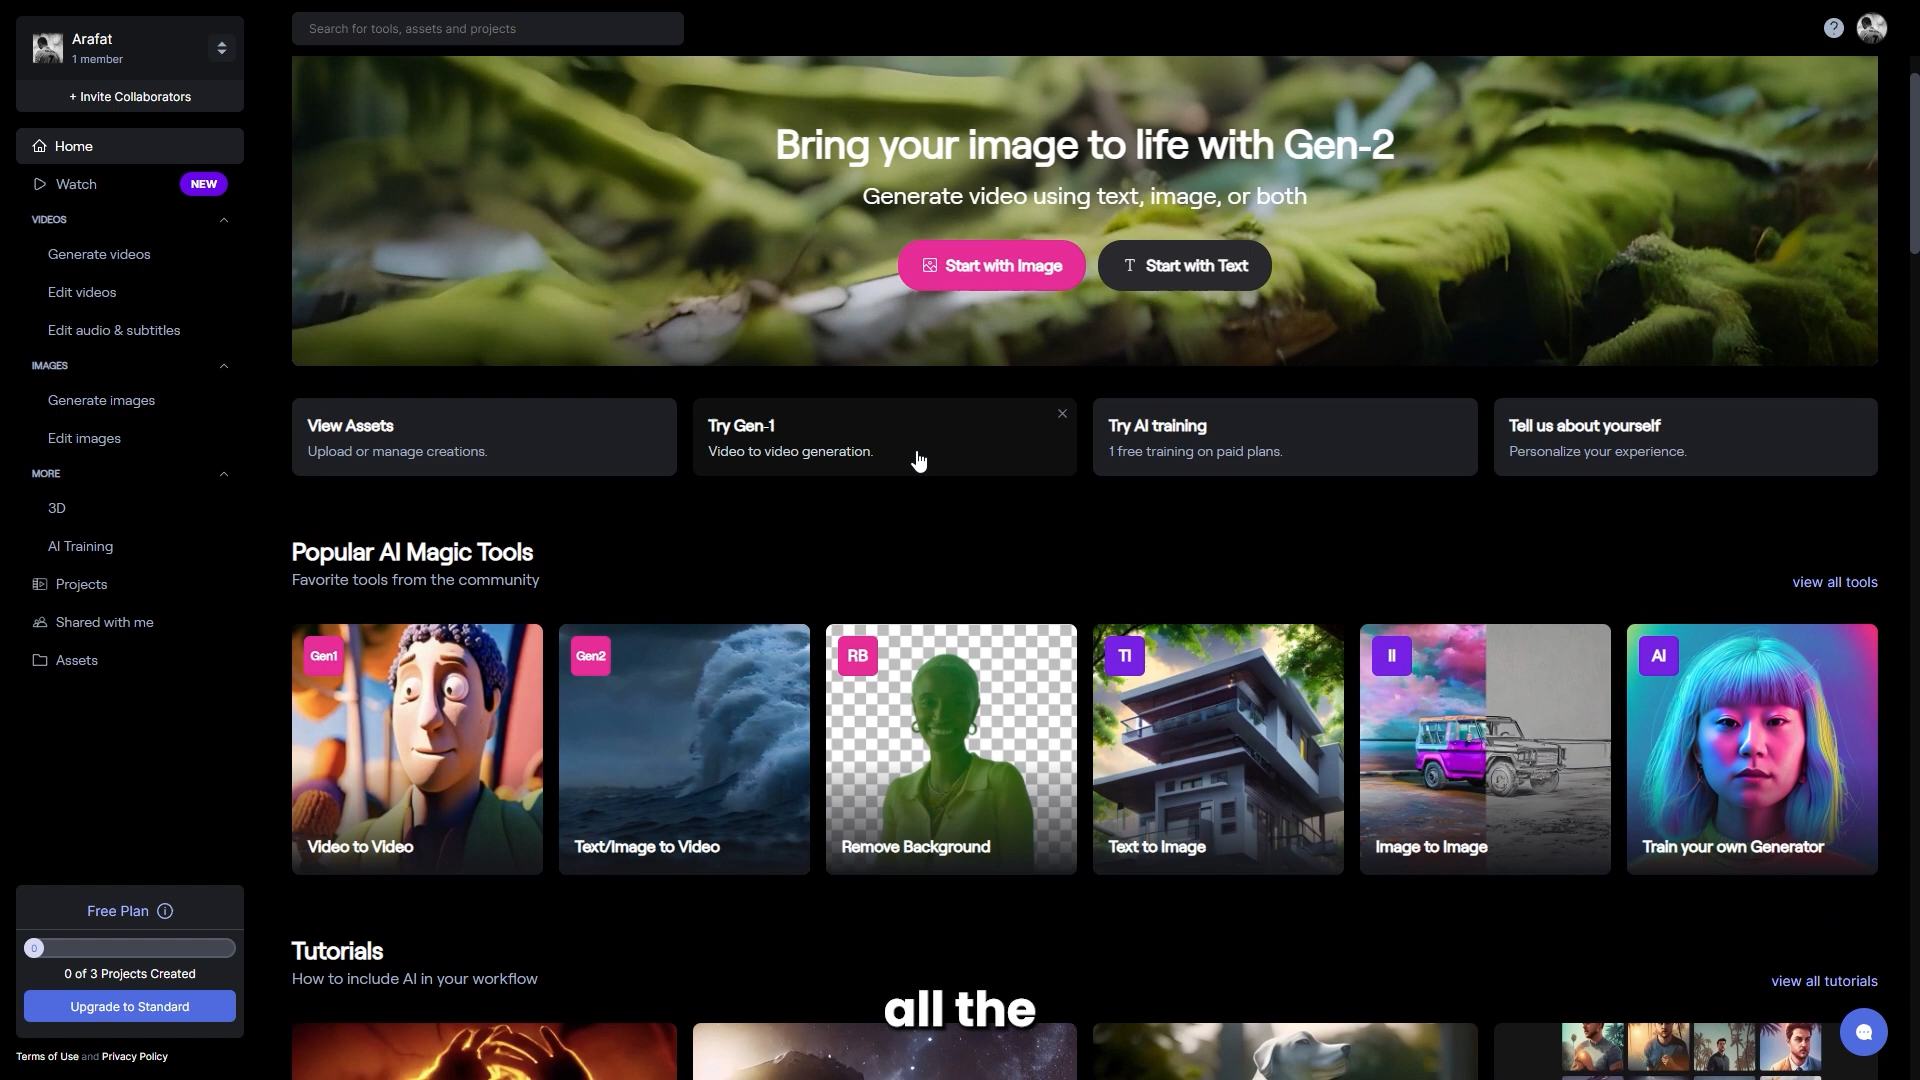 Arafat
1 member
+ Invite Collaborators
Home
Watch
NEW
VIDEOS
Generate videos
Edit videos
Edit audio & subtitles
IMAGES
Generate images
Edit images
MORE
3D
AI Training
Projects
Shared with me
Assets
Free Plan
0
0 of 3 Projects Created
Upgrade to Standard
Terms of Use and Privacy Policy
Search for tools, assets and projects
?
Bring your image to life with Gen-2
Generate video using text, image, or both
Start with Image
T Start with Text
View Assets
Upload or manage creations.
Try Gen-1
Video to video generation.
Try AI training
1 free training on paid plans.
Tell us about yourself
Personalize your experience.
Popular AI Magic Tools
Favorite tools from the community
view all tools
Gen1
Video to Video
Gen2
Text/Image to Video
RB
Remove Background
TI
Text to Image
II
Image to Image
AI
Train your own Generator
Tutorials
How to include AI in your workflow
view all tutorials
all the